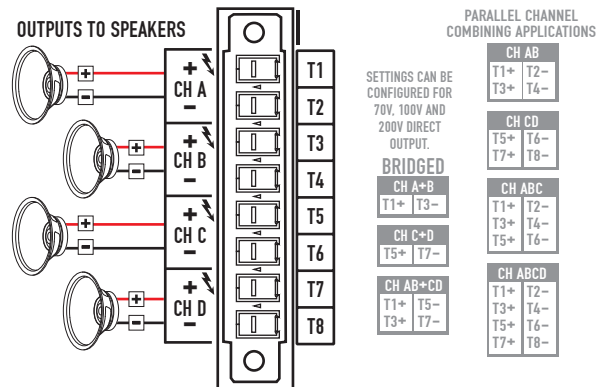 OUTPUTS TO SPEAKERS
+
-
+
CH A
-
+
-
+
CH B
-
+
-
+
CH C
-
+
-
+
CH D
-
T1
T2
T3
T4
T5
T6
T7
T8
SETTINGS CAN BE
CONFIGURED FOR
70V, 100V AND
200V DIRECT
OUTPUT.
BRIDGED
CH A+B
T1+ T3-
CH C+D
T5+ T7-
CH AB+CD
T1+ T5-
T3+ T7-
PARALLEL CHANNEL
COMBINING APPLICATIONS
CH AB
T1+ T2-
T3+ T4-
CH CD
T5+ T6-
T7+ T8-
CH ABC
T1+ T2-
T3+ T4-
T5+ T6-
CH ABCD
T1+ T2-
T3+ T4-
T5+ T6-
T7+ T8-